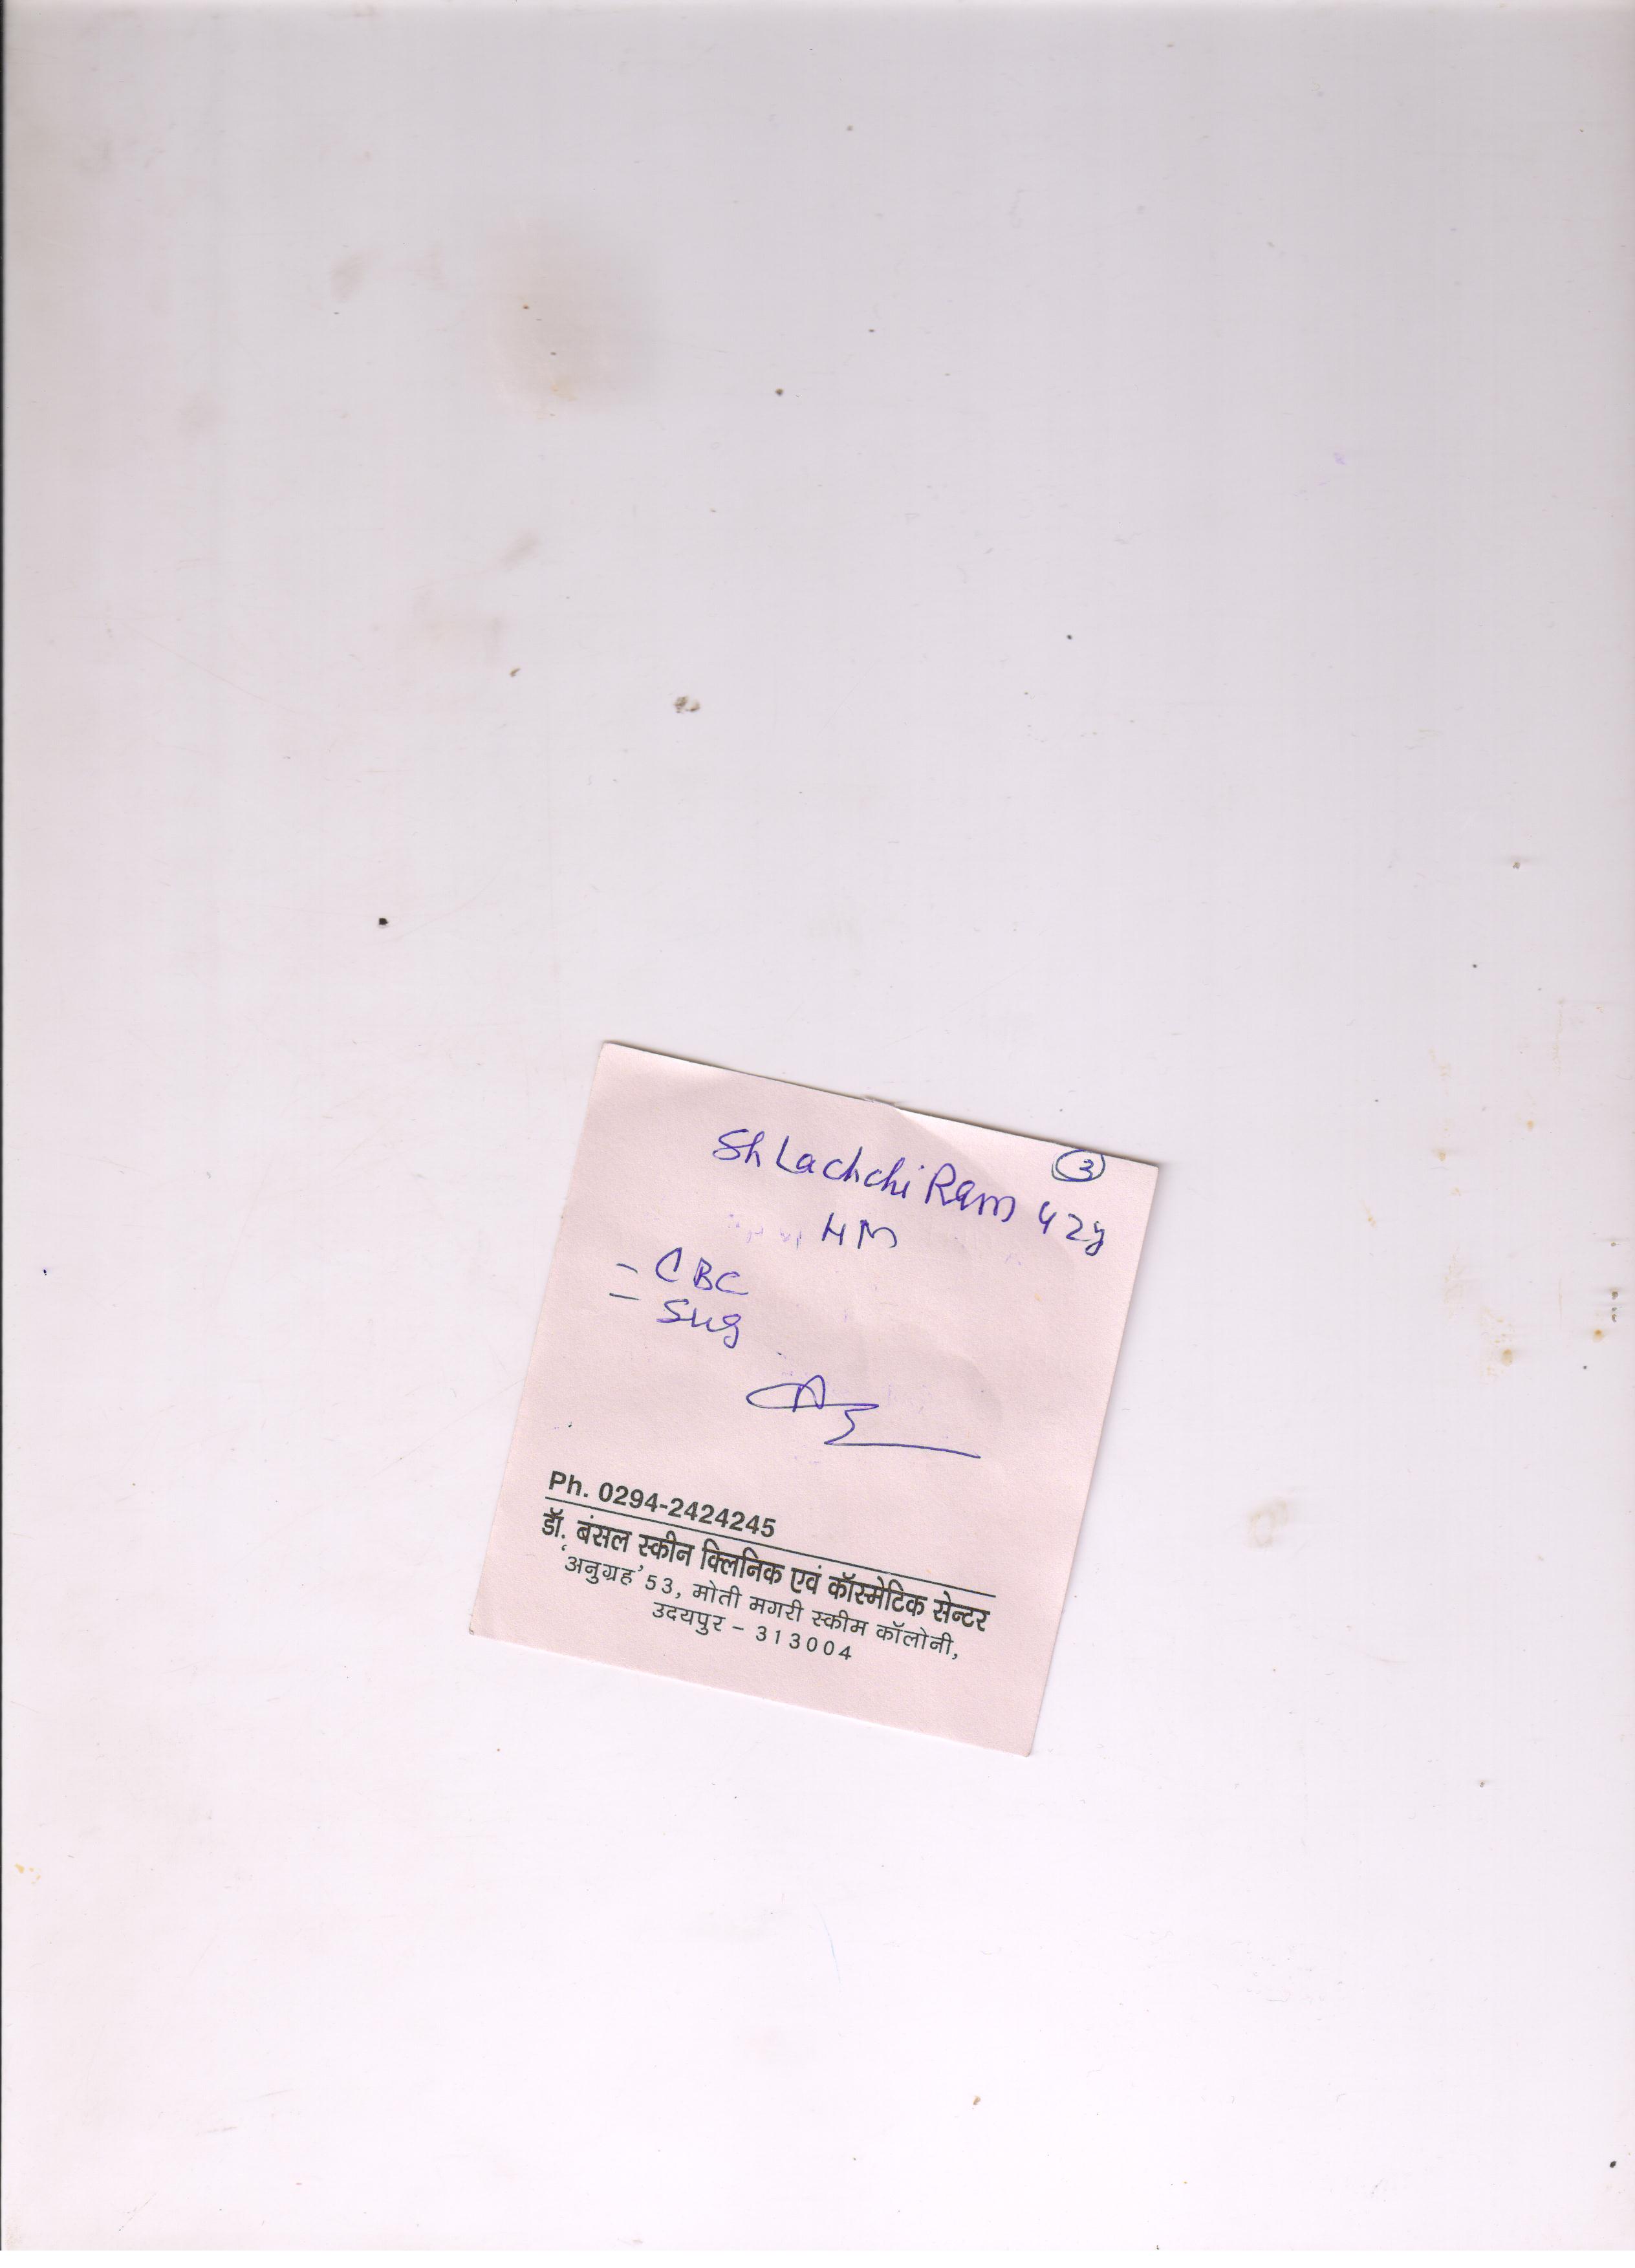 3
Sh Lachchi Ram 42y
HM
- CBC
- Sug
Ph. 0294-2424245
डॉ. बंसल स्कीन क्लिनिक एवं कॉस्मेटिक सेन्टर
'अनुग्रह' 53, मोती मगरी स्कीम कॉलोनी,
उदयपुर - 313004